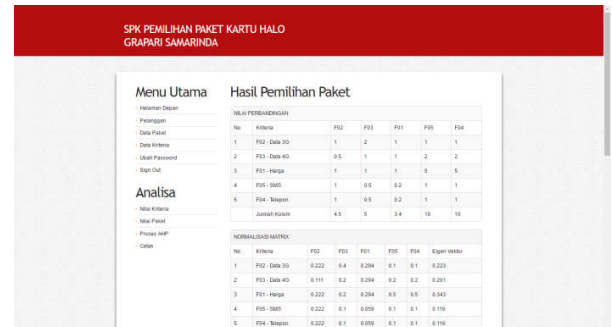 SPK PEMILIHAN PAKET KARTU HALO
GRAPARI SAMARINDA
Menu Utama
Halaman Depan
Pelanggan
Data Paket
Data Kriteria
Ubah Password
Sign Out
Analisa
Nilai Kriteria
Nilai Paket
Proses AHP
Cetak
Hasil Pemilihan Paket
NILAI PERBANDINGAN
No Kriteria F02 F03 F01 F05 F04
1 F02 - Data 3G 1 2 1 1 1
2 F03 - Data 4G 0.5 1 1 2 2
3 F01 - Harga 1 1 1 5 5
4 F05 - SMS 1 0.5 0.2 1 1
5 F04 - Telepon 1 0.5 0.2 1 1
Jumlah Kolom 4.5 5 3.4 10 10
NORMALISASI MATRIX
No Kriteria F02 F03 F01 F05 F04 Eigen Vektor
1 F02 - Data 3G 0.222 0.4 0.294 0.1 0.1 0.223
2 F03 - Data 4G 0.111 0.2 0.294 0.2 0.2 0.201
3 F01 - Harga 0.222 0.2 0.294 0.5 0.5 0.343
4 F05 - SMS 0.222 0.1 0.059 0.1 0.1 0.116
5 F04 - Telepon 0.222 0.1 0.059 0.1 0.1 0.116